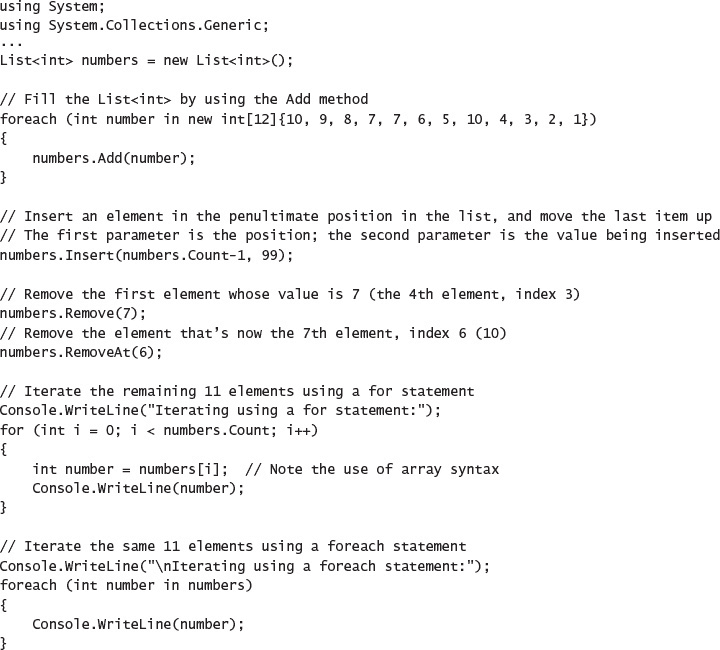 using System;
using System.Collections.Generic;
...
List<int> numbers = new List<int>();

// Fill the List<int> by using the Add method
foreach (int number in new int[12]{10, 9, 8, 7, 7, 6, 5, 10, 4, 3, 2, 1})
{
    numbers.Add(number);
}

// Insert an element in the penultimate position in the list, and move the last item up
// The first parameter is the position; the second parameter is the value being inserted
numbers.Insert(numbers.Count-1, 99);

// Remove the first element whose value is 7 (the 4th element, index 3)
numbers.Remove(7);
// Remove the element that’s now the 7th element, index 6 (10)
numbers.RemoveAt(6);

// Iterate the remaining 11 elements using a for statement
Console.WriteLine("Iterating using a for statement:");
for (int i = 0; i < numbers.Count; i++)
{
    int number = numbers[i];  // Note the use of array syntax
    Console.WriteLine(number);
}

// Iterate the same 11 elements using a foreach statement
Console.WriteLine("\nIterating using a foreach statement:");
foreach (int number in numbers)
{
    Console.WriteLine(number);
}